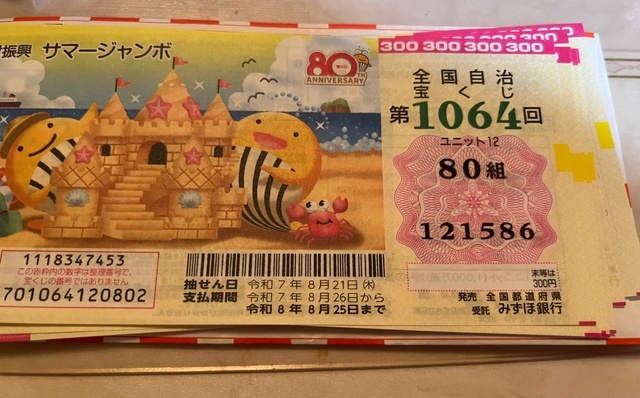 振興 サマージャンボ
80TH
ANNIVERSARY
300 300 300 300
全国自治
宝くじ
第1064回
ユニット12
80組
121586
1118347453
この赤枠内の数字は整理番号で、
宝くじの番号ではありません
701064120802
抽せん日 令和 7年 8月21日(木)
支払期間 令和 7年 8月26日から
令和 8年 8月25日まで
末等は
300円
発売 全国都道府県
受託 みずほ銀行